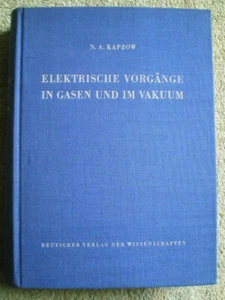 N. A. KAPZOW
ELEKTRISCHE VORGÄNGE
IN GASEN UND IM VAKUUM
DEUTSCHER VERLAG DER WISSENSCHAFTEN